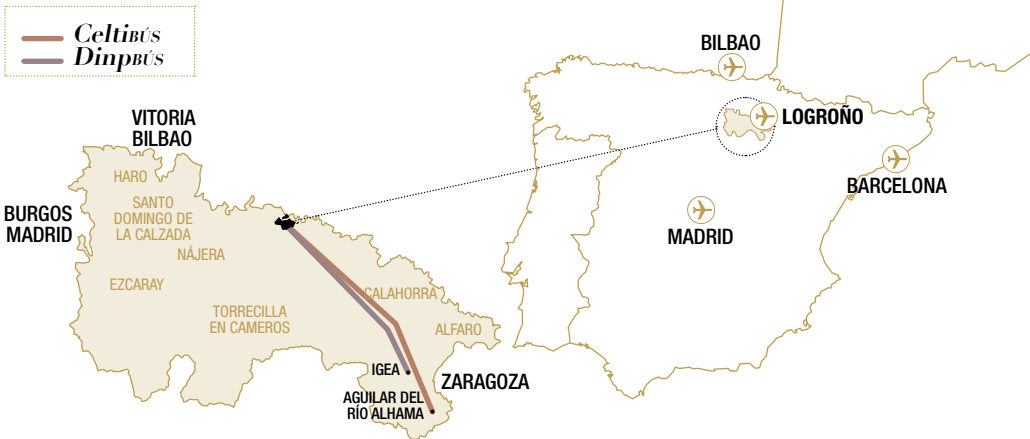 CeltiBÚS
DinpBÚS
VITORIA
BILBAO
HARO
SANTO
DOMINGO DE
LA CALZADA
BURGOS
MADRID
NÁJERA
EZCARAY
TORRECILLA
EN CAMEROS
CALAHORRA
ALFARO
IGEA
ZARAGOZA
AGUILAR DEL
RÍO ALHAMA
BILBAO
LOGROÑO
BARCELONA
MADRID